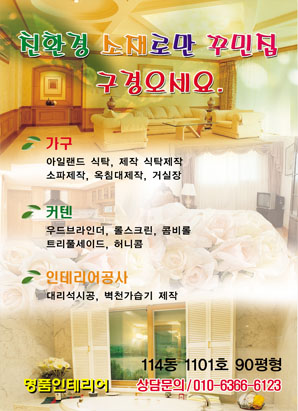 친환경 소재로만 꾸민집
구경오세요.
가구
아일랜드 식탁, 제작 식탁제작
소파제작, 옥침대제작, 거실장
커텐
우드브라인더, 롤스크린, 콤비롤
트리풀세이드, 허니콤
인테리어공사
대리석시공, 벽천가습기 제작
114동 1101호 90평형
명품인테리어 상담문의/010-6366-6123